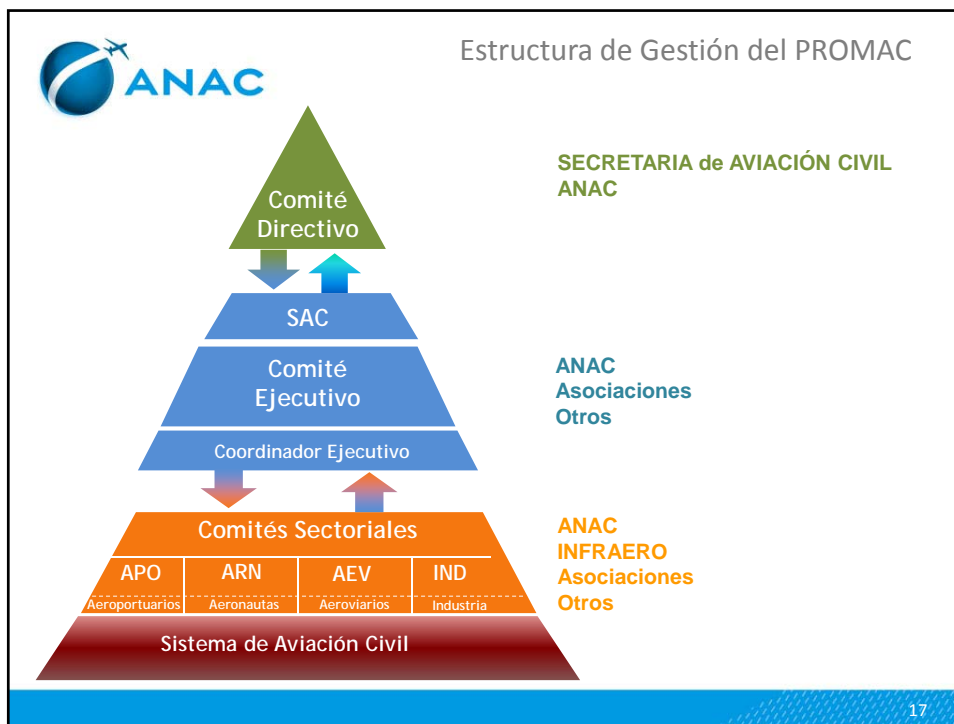 ANAC
Estructura de Gestión del PROMAC
Comité
Directivo
SECRETARIA de AVIACIÓN CIVIL
ANAC
SAC
Comité
Ejecutivo
Coordinador Ejecutivo
ANAC
Asociaciones
Otros
Comités Sectoriales
APO ARN AEV IND
Aeroportuarios Aeronautas Aeroviarios Industria
ANAC
INFRAERO
Asociaciones
Otros
Sistema de Aviación Civil
17